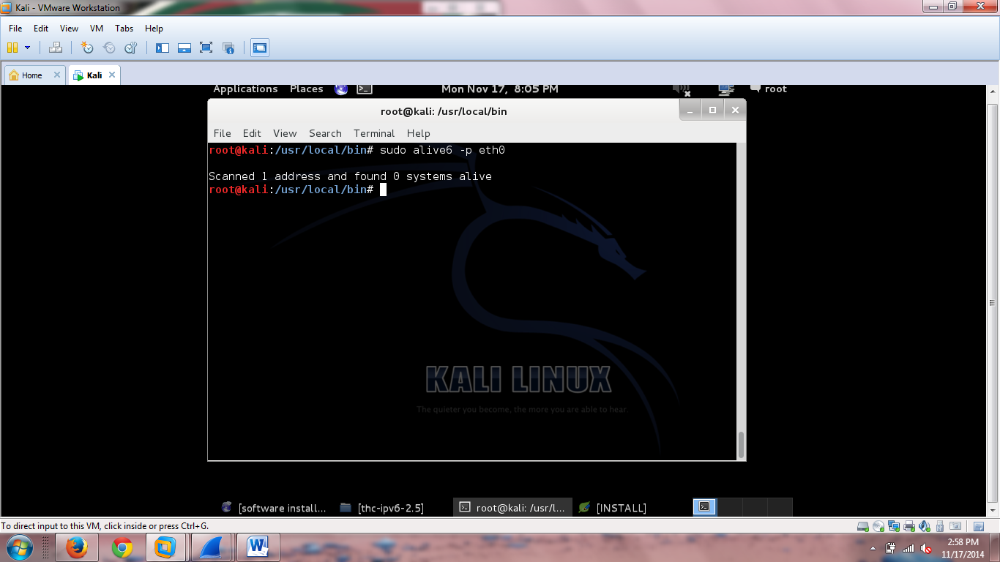 Kali - VMware Workstation
File Edit View VM Tabs Help
Home
Kali
Applications Places Mon Nov 17, 8:05 PM root
root@kali: /usr/local/bin
File Edit View Search Terminal Help
root@kali:/usr/local/bin# sudo alive6 -p eth0
Scanned 1 address and found 0 systems alive
root@kali:/usr/local/bin#
KALI LINUX
The quieter you become, the more you are able to hear.
[software install... [thc-ipv6-2.5] root@kali: /usr/l... [INSTALL]
To direct input to this VM, click inside or press Ctrl+G.
2:58 PM
11/17/2014